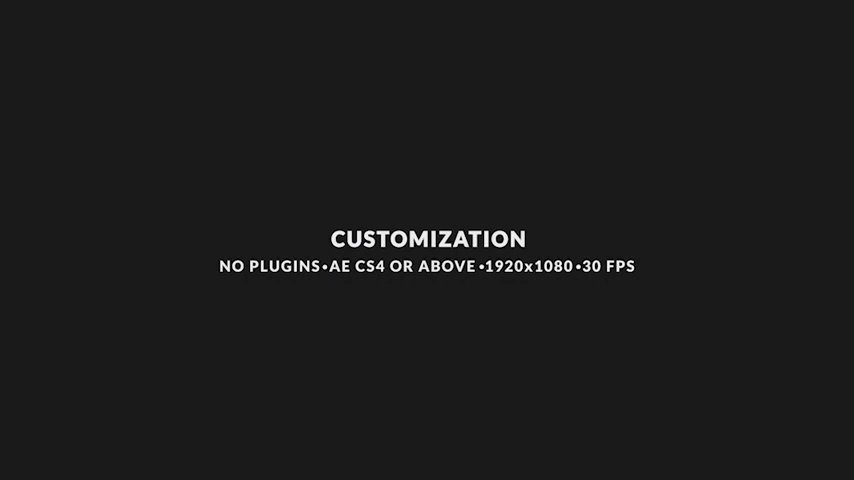 CUSTOMIZATION
NO PLUGINS•AE CS4 OR ABOVE •1920x1080•30 FPS